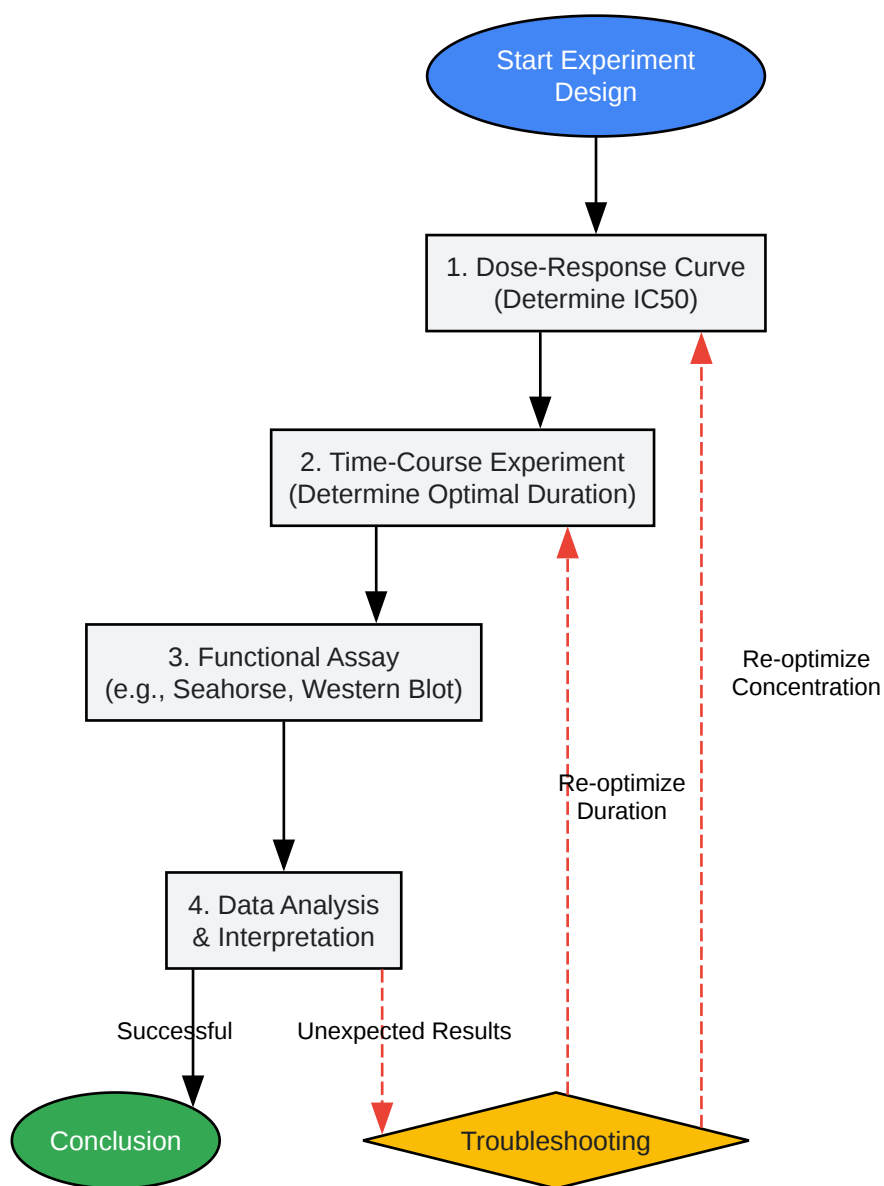 Start Experiment
Design
1. Dose-Response Curve
(Determine IC50)
2. Time-Course Experiment
(Determine Optimal Duration)
3. Functional Assay
(e.g., Seahorse, Western Blot)
Re-optimize
Concentration
Re-optimize
Duration
4. Data Analysis
& Interpretation
Successful
Unexpected Results
Conclusion
Troubleshooting